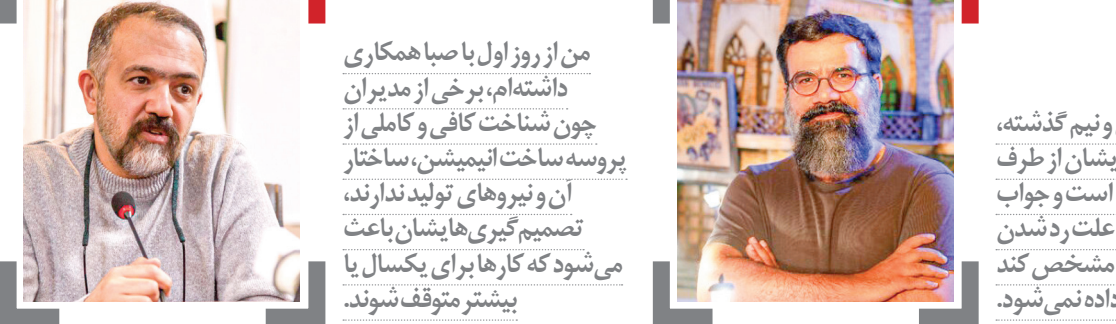 و نیم گذشته،
یشان از طرف
است و جواب
علت رد شدن
مشخص کند
داده نمی‌شود.
من از روز اول با صبا همکاری
داشته‌ام، برخی از مدیران
چون شناخت کافی و کاملی از
پروسه ساخت انیمیشن، ساختار
آن و نیروهای تولید ندارند،
تصمیم‌گیری‌هایشان باعث
می‌شود که کارها برای یکسال یا
بیشتر متوقف شوند.